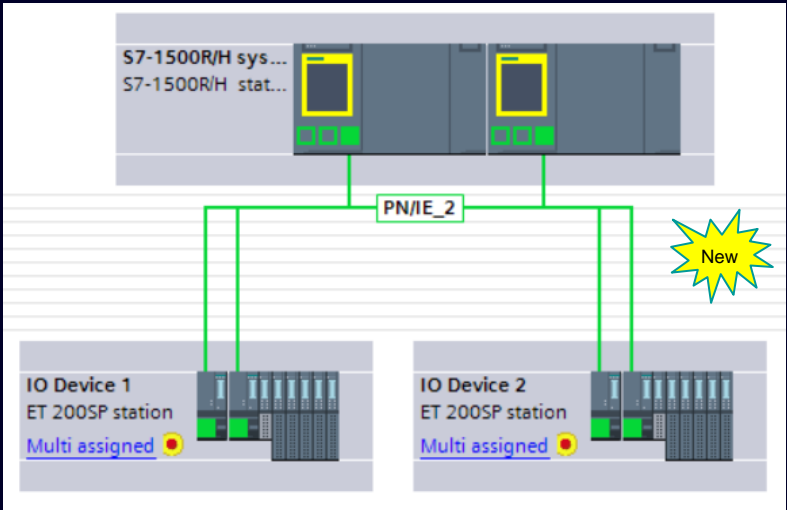 S7-1500R/H sys...
S7-1500R/H stat...
PN/IE_2
New
IO Device 1
ET 200SP station
Multi assigned
IO Device 2
ET 200SP station
Multi assigned